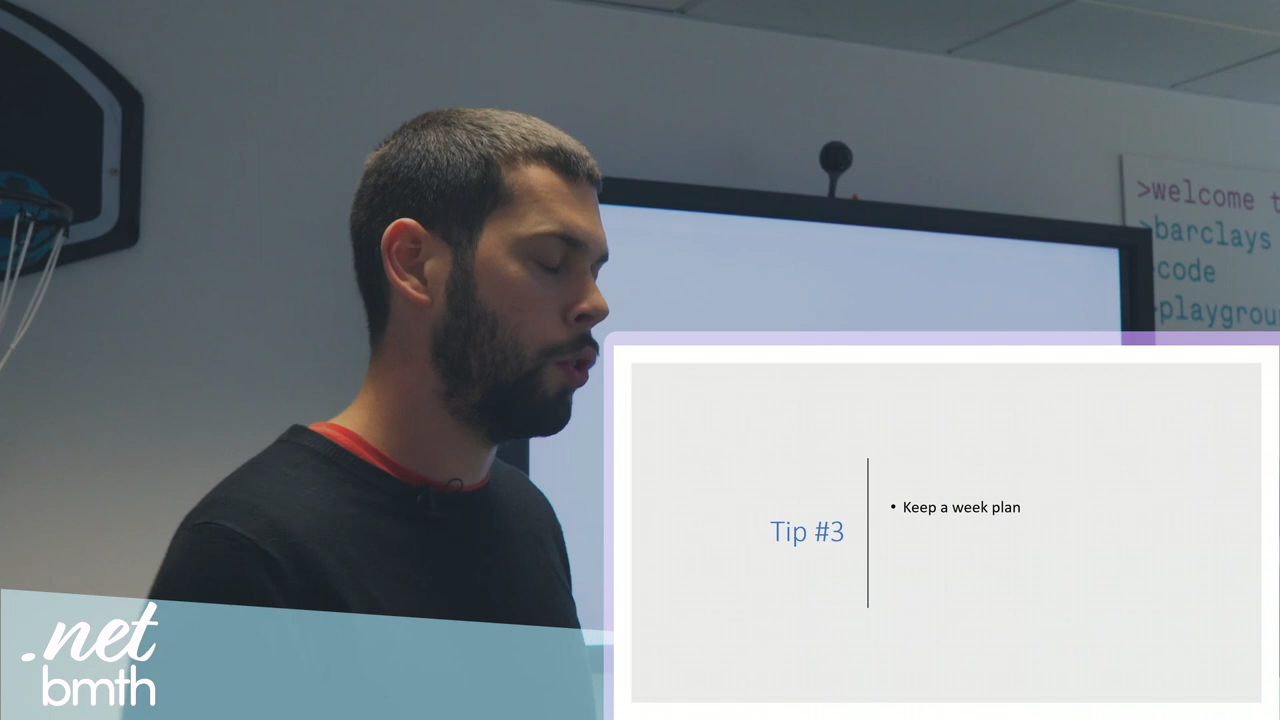 >welcome t
>barclays
>code
>playgrou
Tip #3
• Keep a week plan
.net
bmth